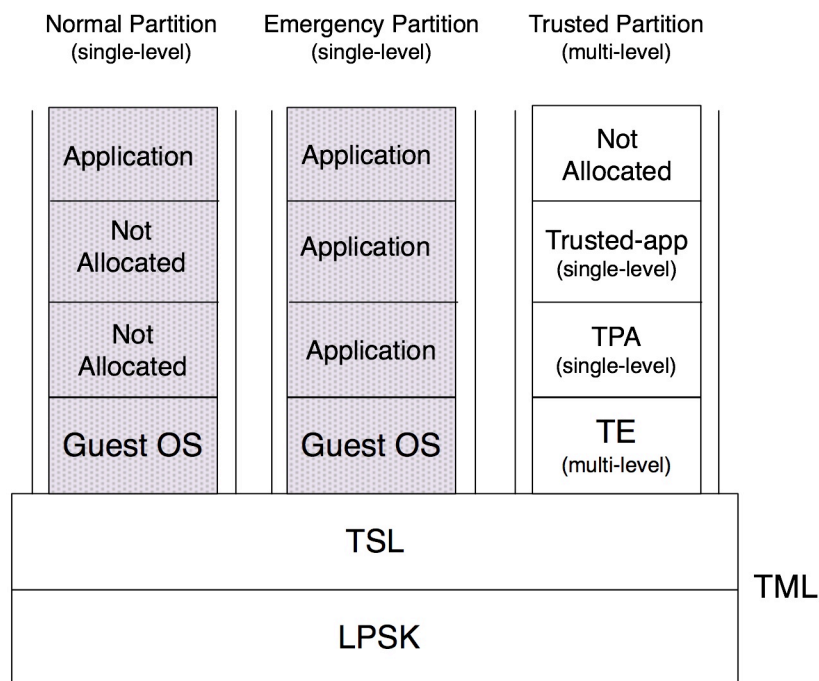 Normal Partition
(single-level)
Emergency Partition
(single-level)
Trusted Partition
(multi-level)
Application
Not
Allocated
Not
Allocated
Guest OS
Application
Application
Application
Guest OS
Not
Allocated
Trusted-app
(single-level)
TPA
(single-level)
TE
(multi-level)
TSL
LPSK
TML